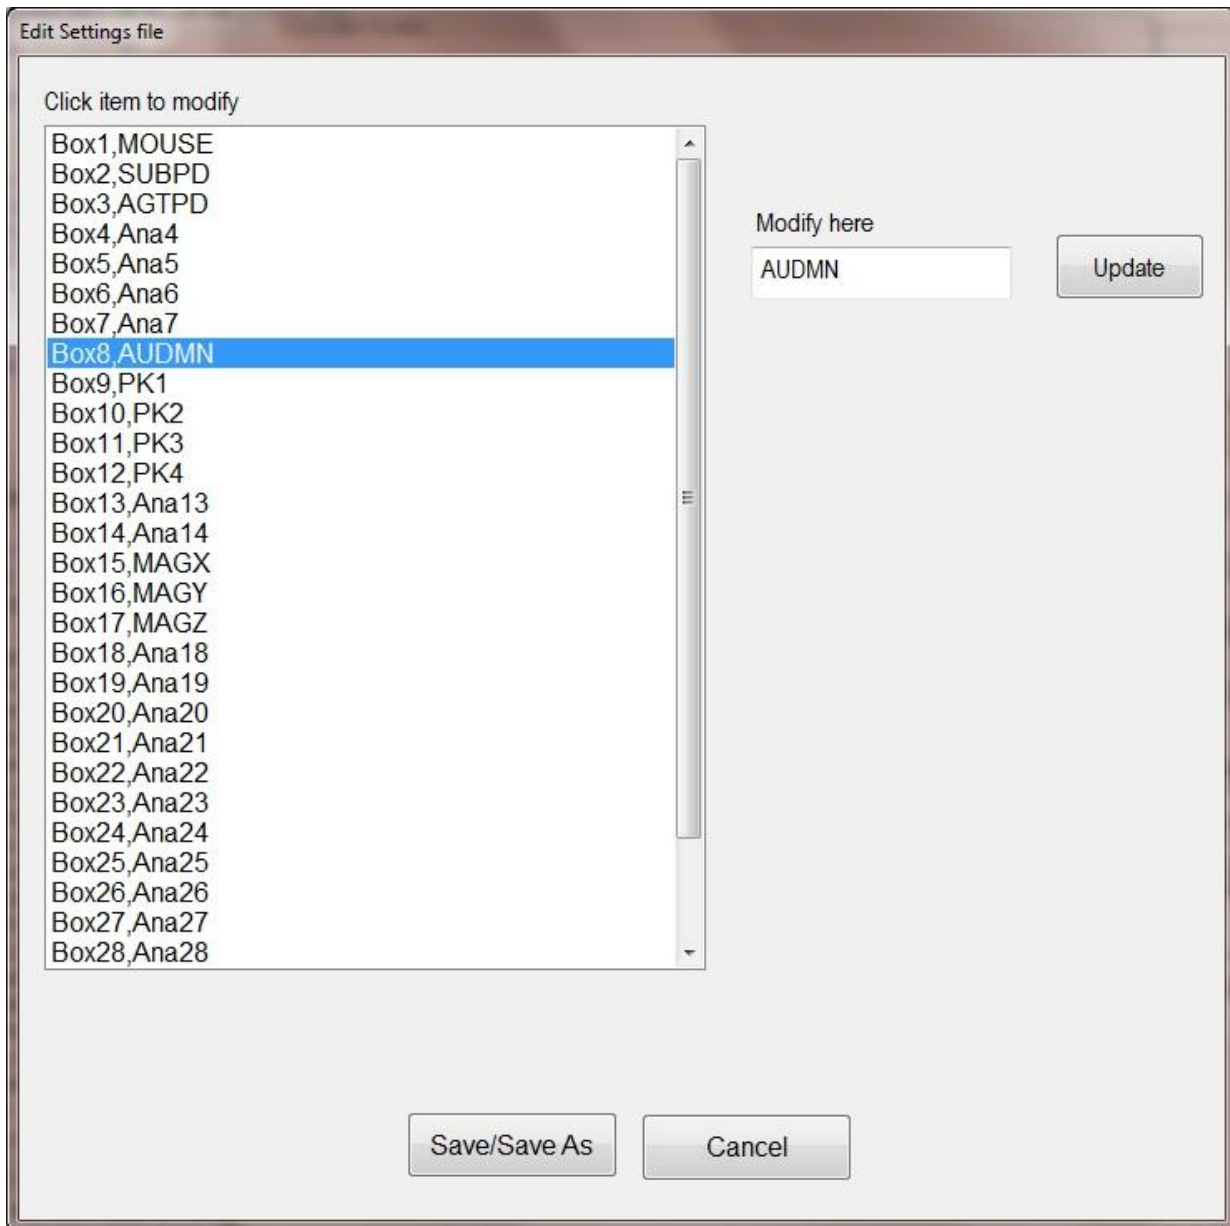 Edit Settings file
Click item to modify
Box1,MOUSE
Box2,SUBPD
Box3,AGTPD
Box4,Ana4
Box5,Ana5
Box6,Ana6
Box7,Ana7
Box8,AUDMN
Box9,PK1
Box10,PK2
Box11,PK3
Box12,PK4
Box13,Ana13
Box14,Ana14
Box15,MAGX
Box16,MAGY
Box17,MAGZ
Box18,Ana18
Box19,Ana19
Box20,Ana20
Box21,Ana21
Box22,Ana22
Box23,Ana23
Box24,Ana24
Box25,Ana25
Box26,Ana26
Box27,Ana27
Box28,Ana28
Modify here
AUDMN
Update
Save/Save As
Cancel